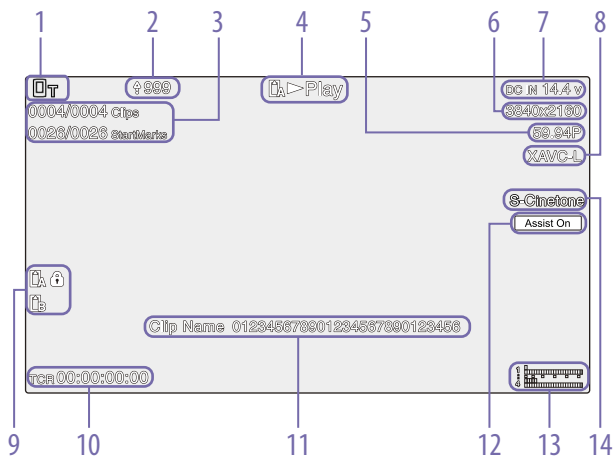 1 2 3 4 5 6 7 8
T
999
A Play
DC IN 14.4 V
0004/0004 Clips
3840x2160
0026/0026 StartMarks
59.94P
XAVC-L
S-Cinetone
Assist On
A
B
Clip Name 012345678901234567890123456
TCR 00:00:00:00
1
4
9 10 11 12 13 14